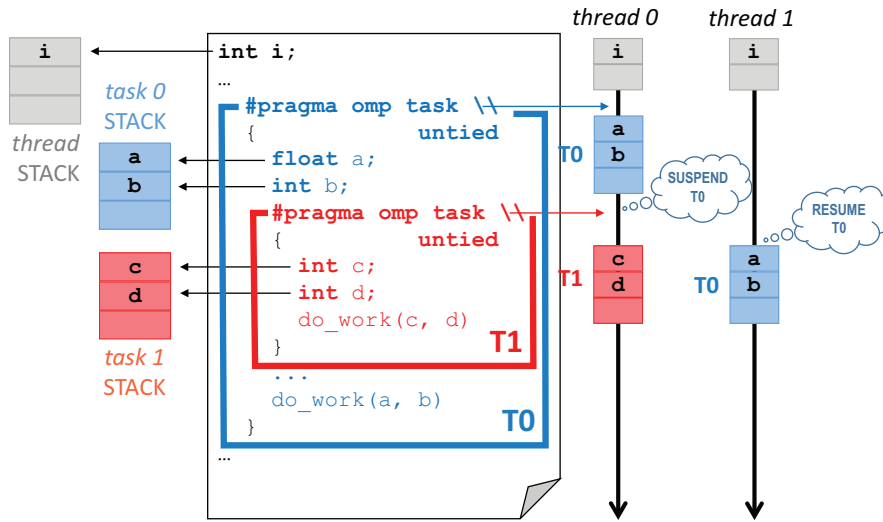 i
thread
STACK
task 0
STACK
a
b
c
d
task 1
STACK
int i;
…
#pragma omp task \\
{ untied
float a;
int b;
#pragma omp task \\
{ untied
int c;
int d;
do_work(c, d)
} T1
...
do_work(a, b)
} T0
…
thread 0
i
T0
a
b
SUSPEND
T0
T1
c
d
thread 1
i
RESUME
T0
T0
a
b